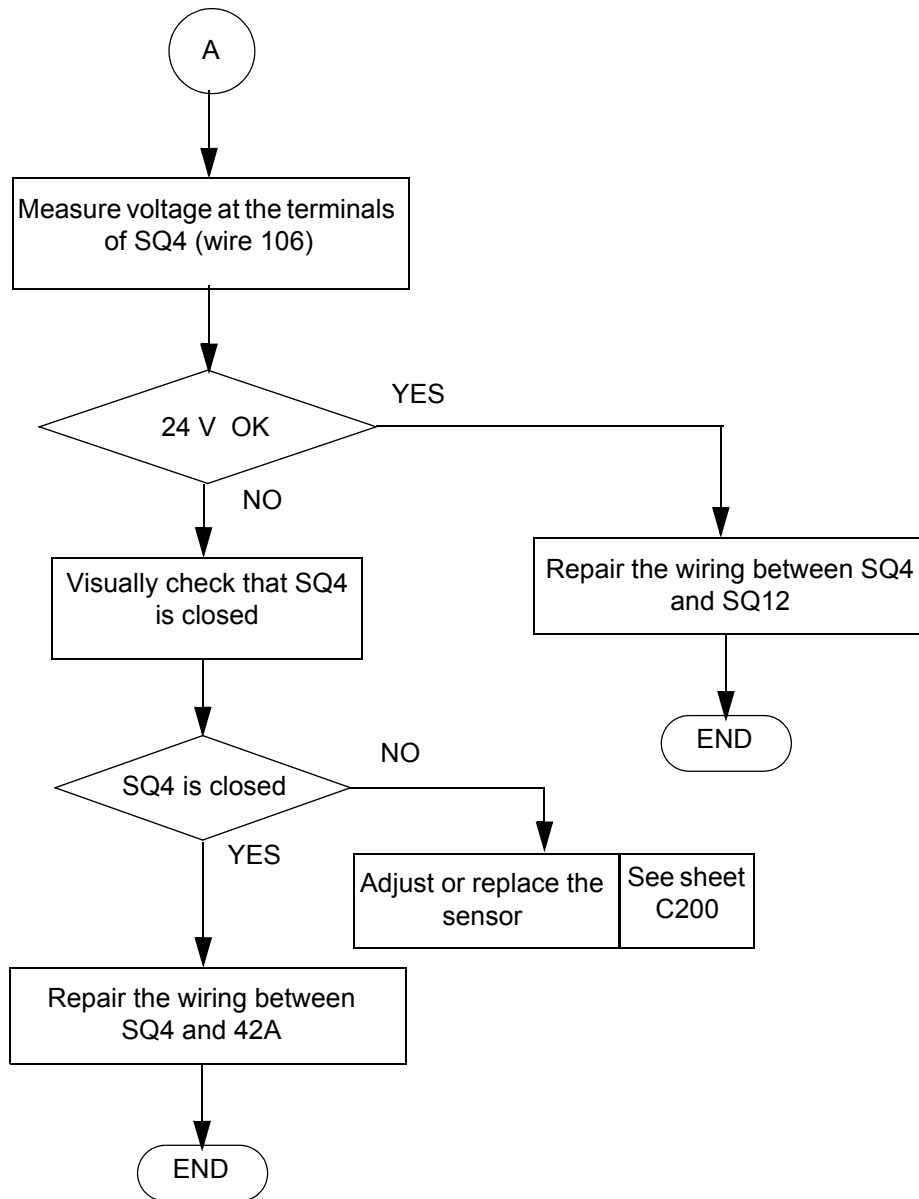 A
Measure voltage at the terminals
of SQ4 (wire 106)
24 V OK
YES
NO
Visually check that SQ4
is closed
Repair the wiring between SQ4
and SQ12
END
SQ4 is closed
NO
YES
Adjust or replace the
sensor
See sheet
C200
Repair the wiring between
SQ4 and 42A
END